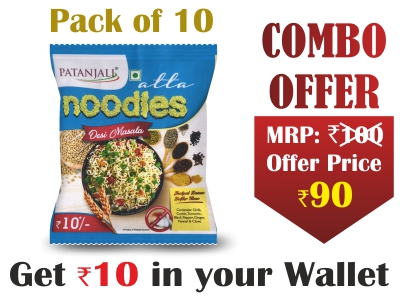 Pack of 10
PATANJALI
atta
noodles
Desi Masala
₹10/-
COMBO
OFFER
MRP: ₹100
Offer Price
₹90
Get ₹10 in your Wallet